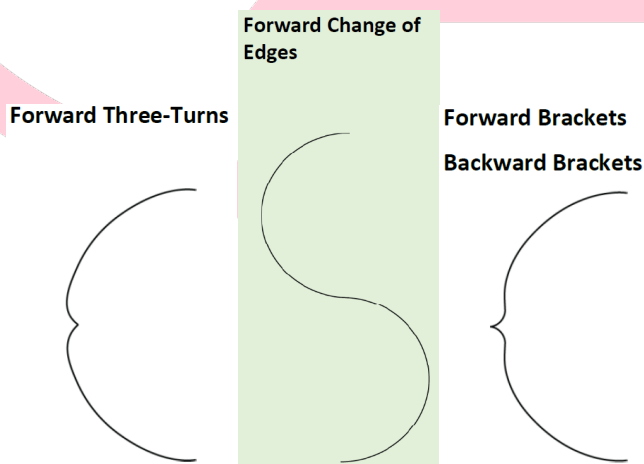 Forward Three-Turns
Forward Change of
Edges
Forward Brackets
Backward Brackets